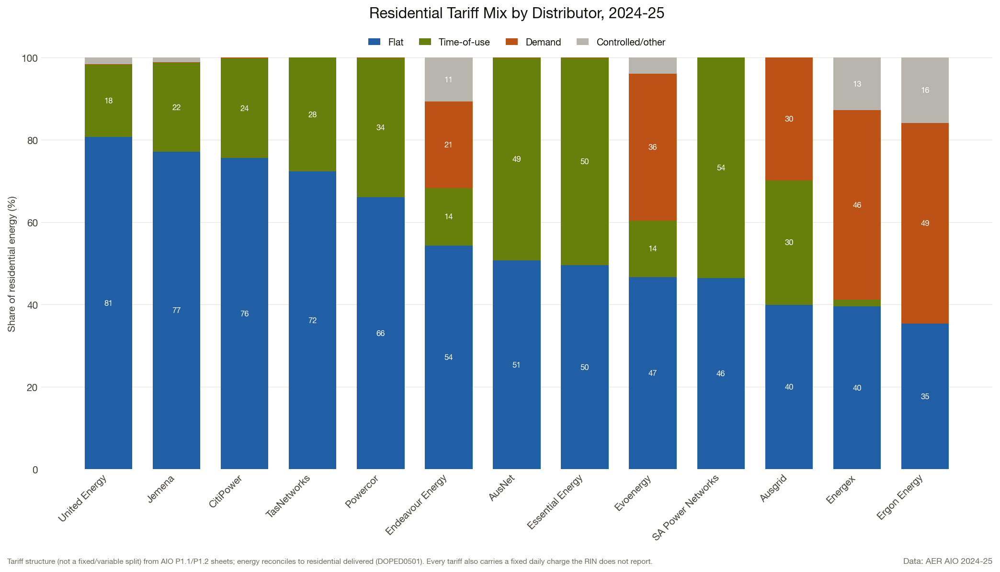 Residential Tariff Mix by Distributor, 2024-25
Flat
Time-of-use
Demand
Controlled/other
Share of residential energy (%)
100
80
60
40
20
0
18
81
22
77
24
76
28
72
34
66
11
21
14
54
49
51
50
50
36
14
47
54
46
30
30
40
13
46
40
16
49
35
United Energy
Jemena
CitiPower
TasNetworks
Powercor
Endeavour Energy
AusNet
Essential Energy
Evoenergy
SA Power Networks
Ausgrid
Energex
Ergon Energy
Tariff structure (not a fixed/variable split) from AIO P1.1/P1.2 sheets; energy reconciles to residential delivered (DOPED0501). Every tariff also carries a fixed daily charge the RIN does not report.
Data: AER AIO 2024-25